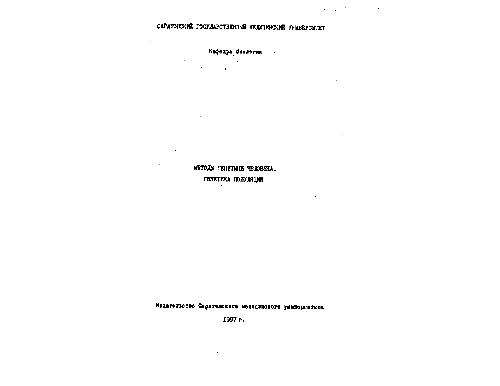 САРАТОВСКИЙ ГОСУДАРСТВЕННЫЙ МЕДИЦИНСКИЙ УНИВЕРСИТЕТ
Кафедра биологии
МЕТОДЫ ГЕНЕТИКИ ЧЕЛОВЕКА.
ГЕНЕТИКА ПОПУЛЯЦИЙ
Издательство Саратовского медицинского университета
1997 г.